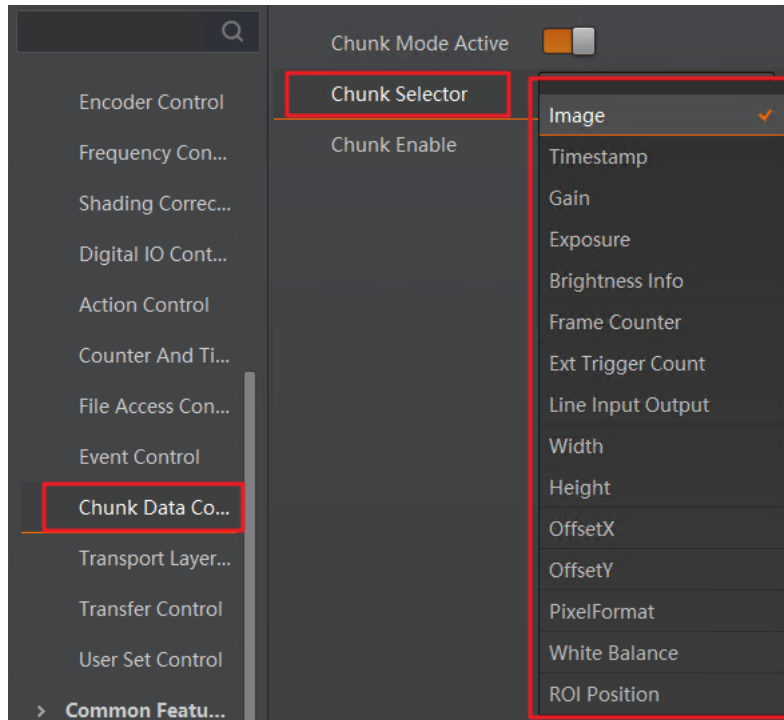 Encoder Control
Frequency Con...
Shading Correc...
Digital IO Cont...
Action Control
Counter And Ti...
File Access Con...
Event Control
Chunk Data Co...
Transport Layer...
Transfer Control
User Set Control
Common Featu...
Chunk Mode Active
Chunk Selector
Chunk Enable
Image
Timestamp
Gain
Exposure
Brightness Info
Frame Counter
Ext Trigger Count
Line Input Output
Width
Height
OffsetX
OffsetY
PixelFormat
White Balance
ROI Position